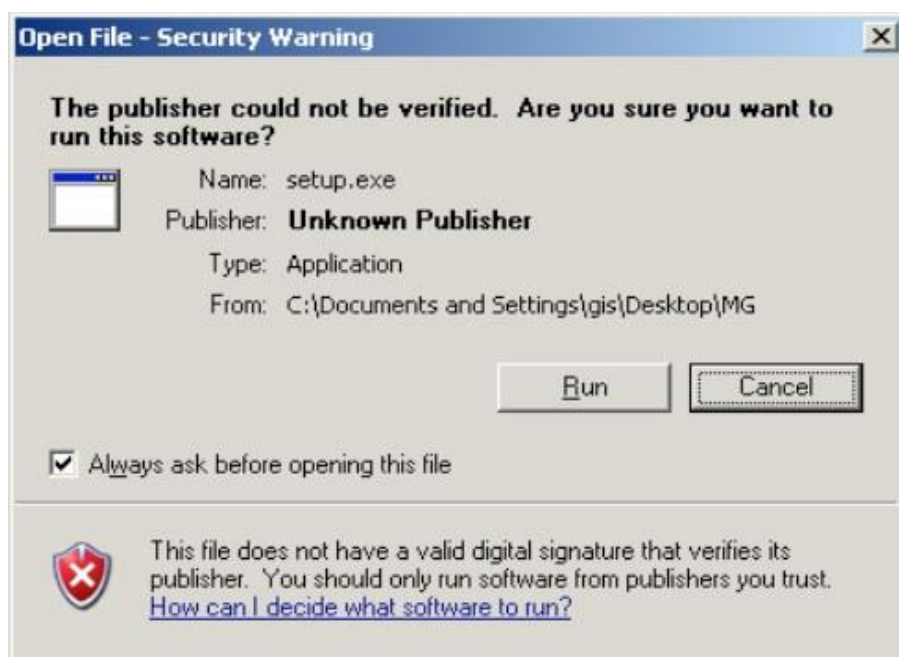 Open File - Security Warning
The publisher could not be verified.  Are you sure you want to
run this software?
Name: setup.exe
Publisher: Unknown Publisher
Type: Application
From: C:\Documents and Settings\gis\Desktop\MG
Run Cancel
Always ask before opening this file
This file does not have a valid digital signature that verifies its
publisher.  You should only run software from publishers you trust.
How can I decide what software to run?